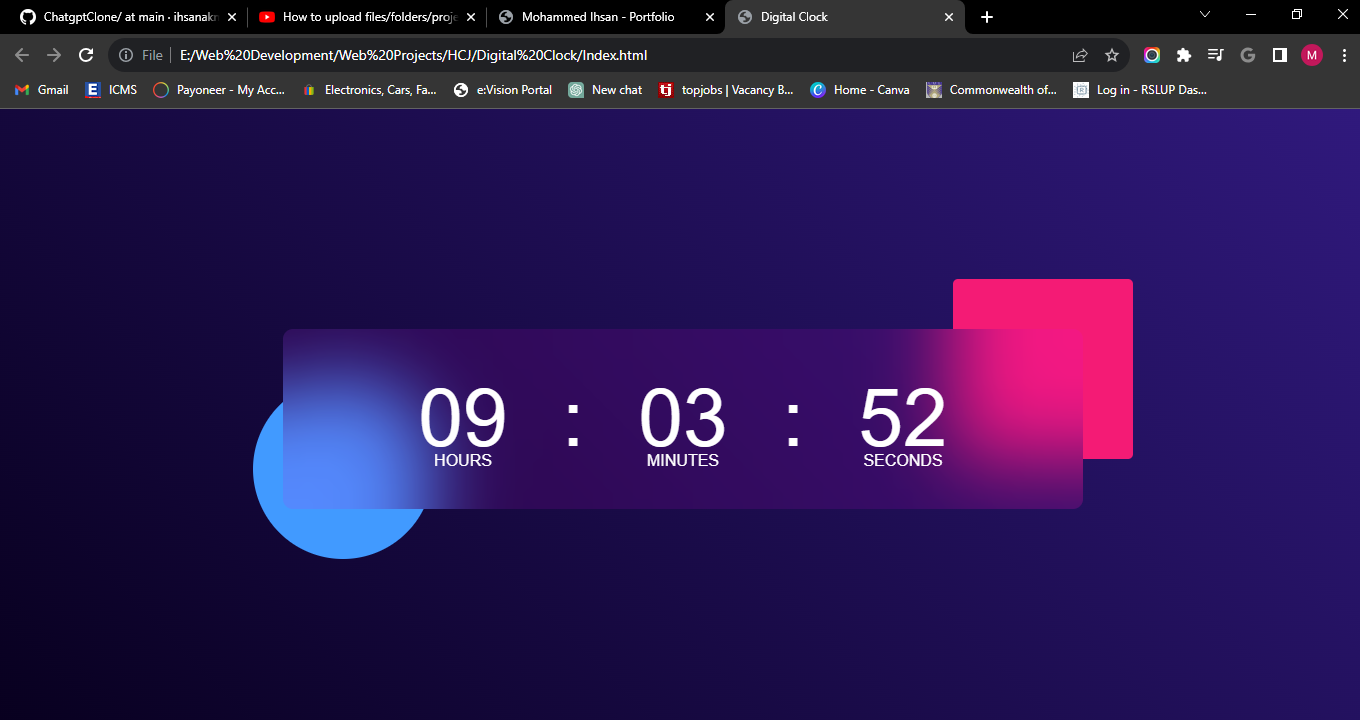 ChatgptClone/ at main · ihsanakr
How to upload files/folders/proje
Mohammed Ihsan - Portfolio
Digital Clock
File
E:/Web%20Development/Web%20Projects/HCJ/Digital%20Clock/Index.html
G
M
Gmail
E ICMS
Payoneer - My Acc...
Electronics, Cars, Fa...
e:Vision Portal
New chat
tj topjobs | Vacancy B...
C Home - Canva
Commonwealth of...
Log in - RSLUP Das...
09 : 03 : 52
HOURS MINUTES SECONDS